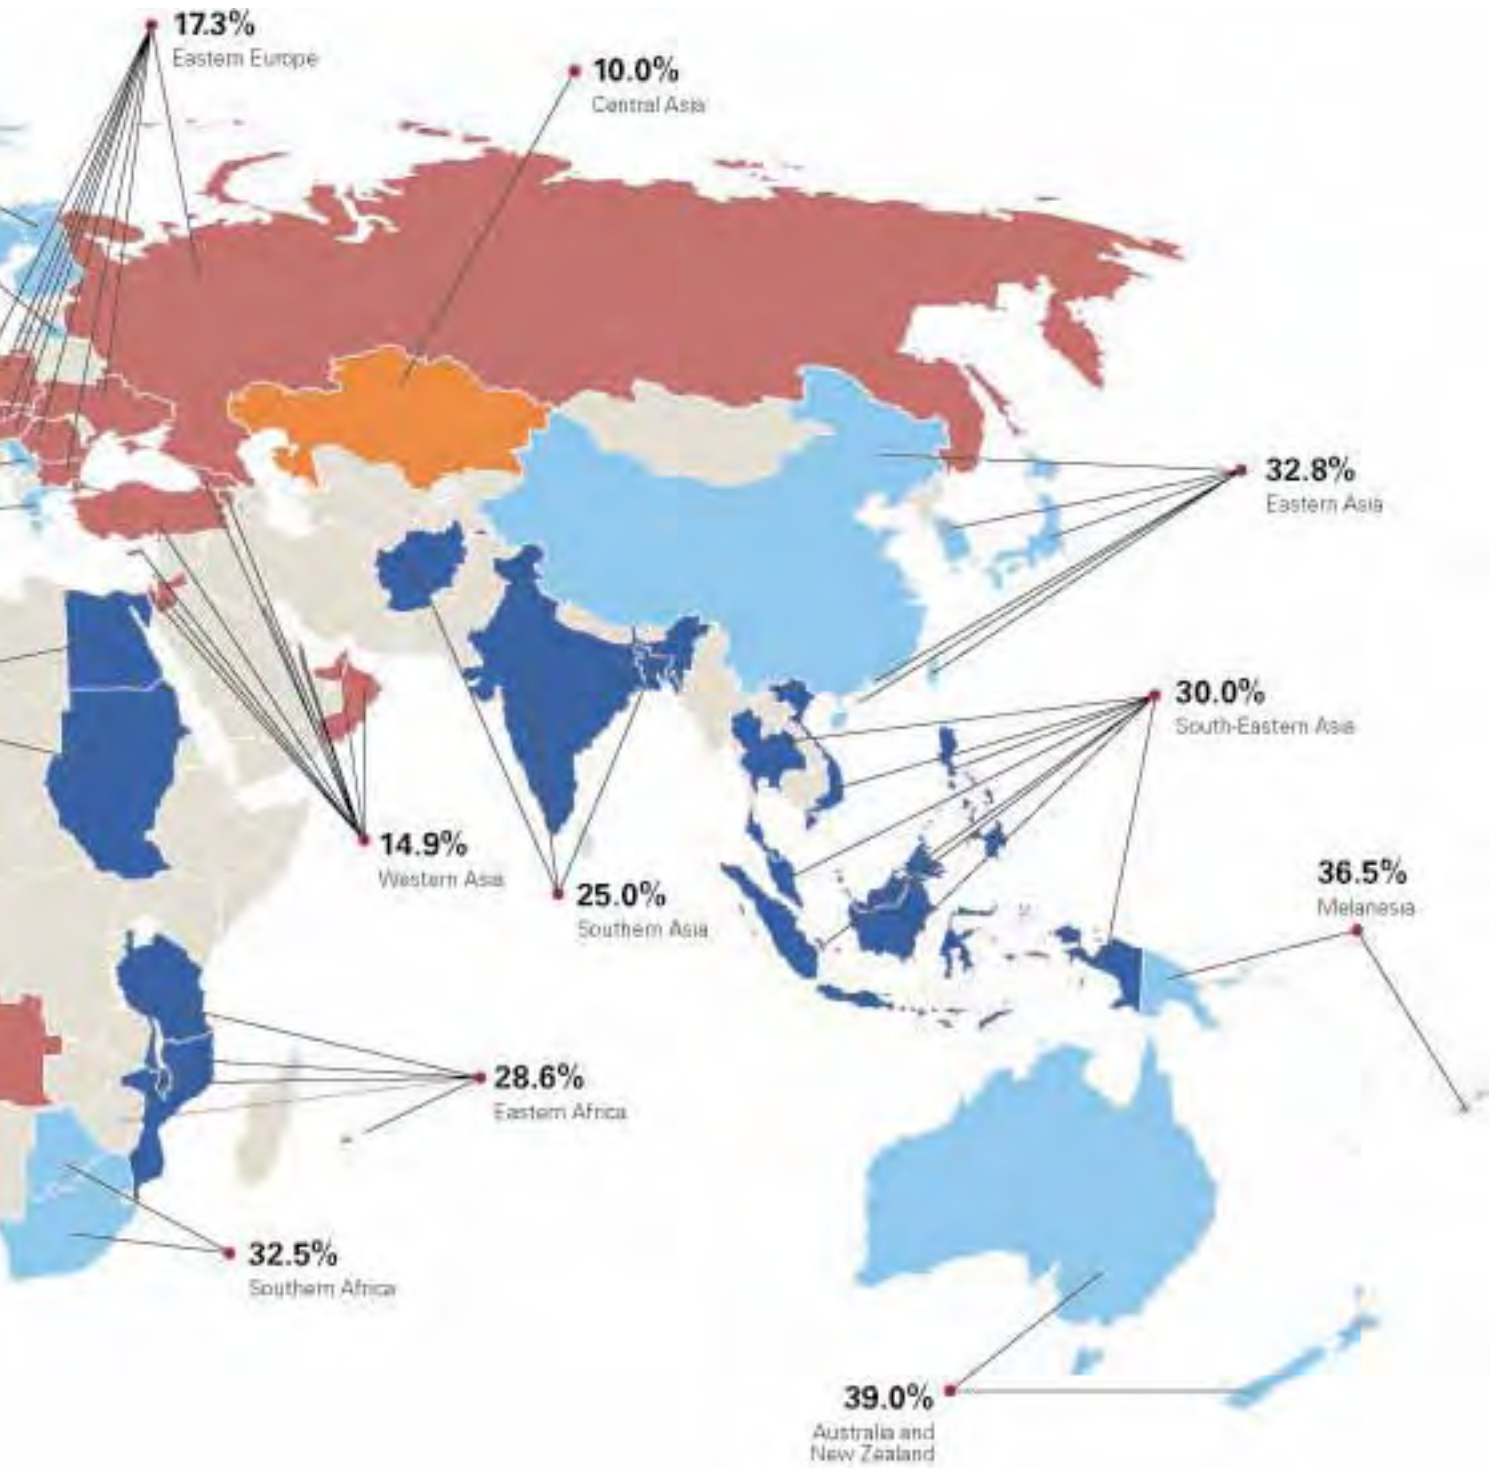 17.3%
Eastern Europe
10.0%
Central Asia
32.8%
Eastern Asia
30.0%
South-Eastern Asia
14.9%
Western Asia
25.0%
Southern Asia
36.5%
Melanesia
28.6%
Eastern Africa
32.5%
Southern Africa
39.0%
Australia and
New Zealand